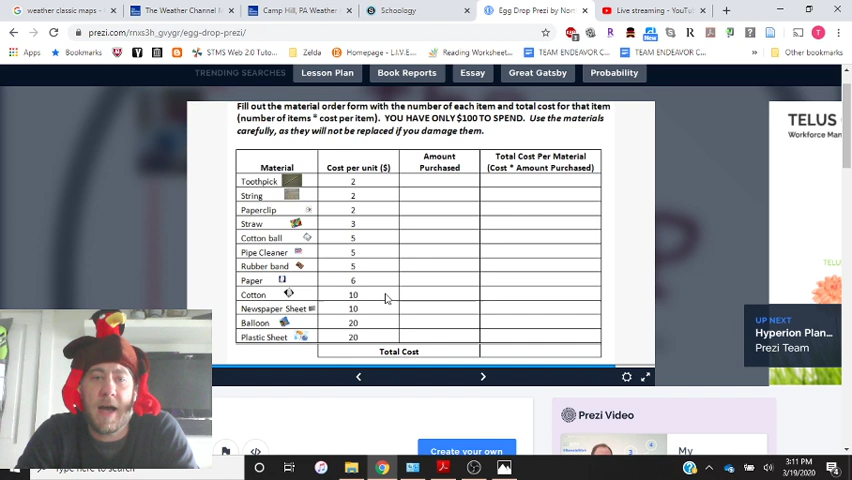 weather classic maps - 
The Weather Channel
Camp Hill, PA Weather
Schoology
Egg Drop Prezi by Nor
Live streaming - YouTu
prezi.com/rnxs3h_gvygr/egg-drop-prezi/
Apps
Bookmarks
STMS Web 2.0 Tuto...
Zelda
Homepage - L.I.V.E...
Reading Worksheet...
TEAM ENDEAVOR C...
TEAM ENDEAVOR C...
Other bookmarks
TRENDING SEARCHES
Lesson Plan
Book Reports
Essay
Great Gatsby
Probability
Fill out the material order form with the number of each item and total cost for that item
(number of items * cost per item). YOU HAVE ONLY $100 TO SPEND. Use the materials
carefully, as they will not be replaced if you damage them.
Material Cost per unit ($) Amount Purchased Total Cost Per Material (Cost * Amount Purchased)
Toothpick 2
String 2
Paperclip 2
Straw 3
Cotton ball 5
Pipe Cleaner 5
Rubber band 5
Paper 6
Cotton 10
Newspaper Sheet 10
Balloon 20
Plastic Sheet 20
Total Cost
TELUS
Workforce Man
TELU
UP NEXT
Hyperion Plan...
Prezi Team
Prezi Video
Create your own
My
Type here to search
3:11 PM
3/19/2020